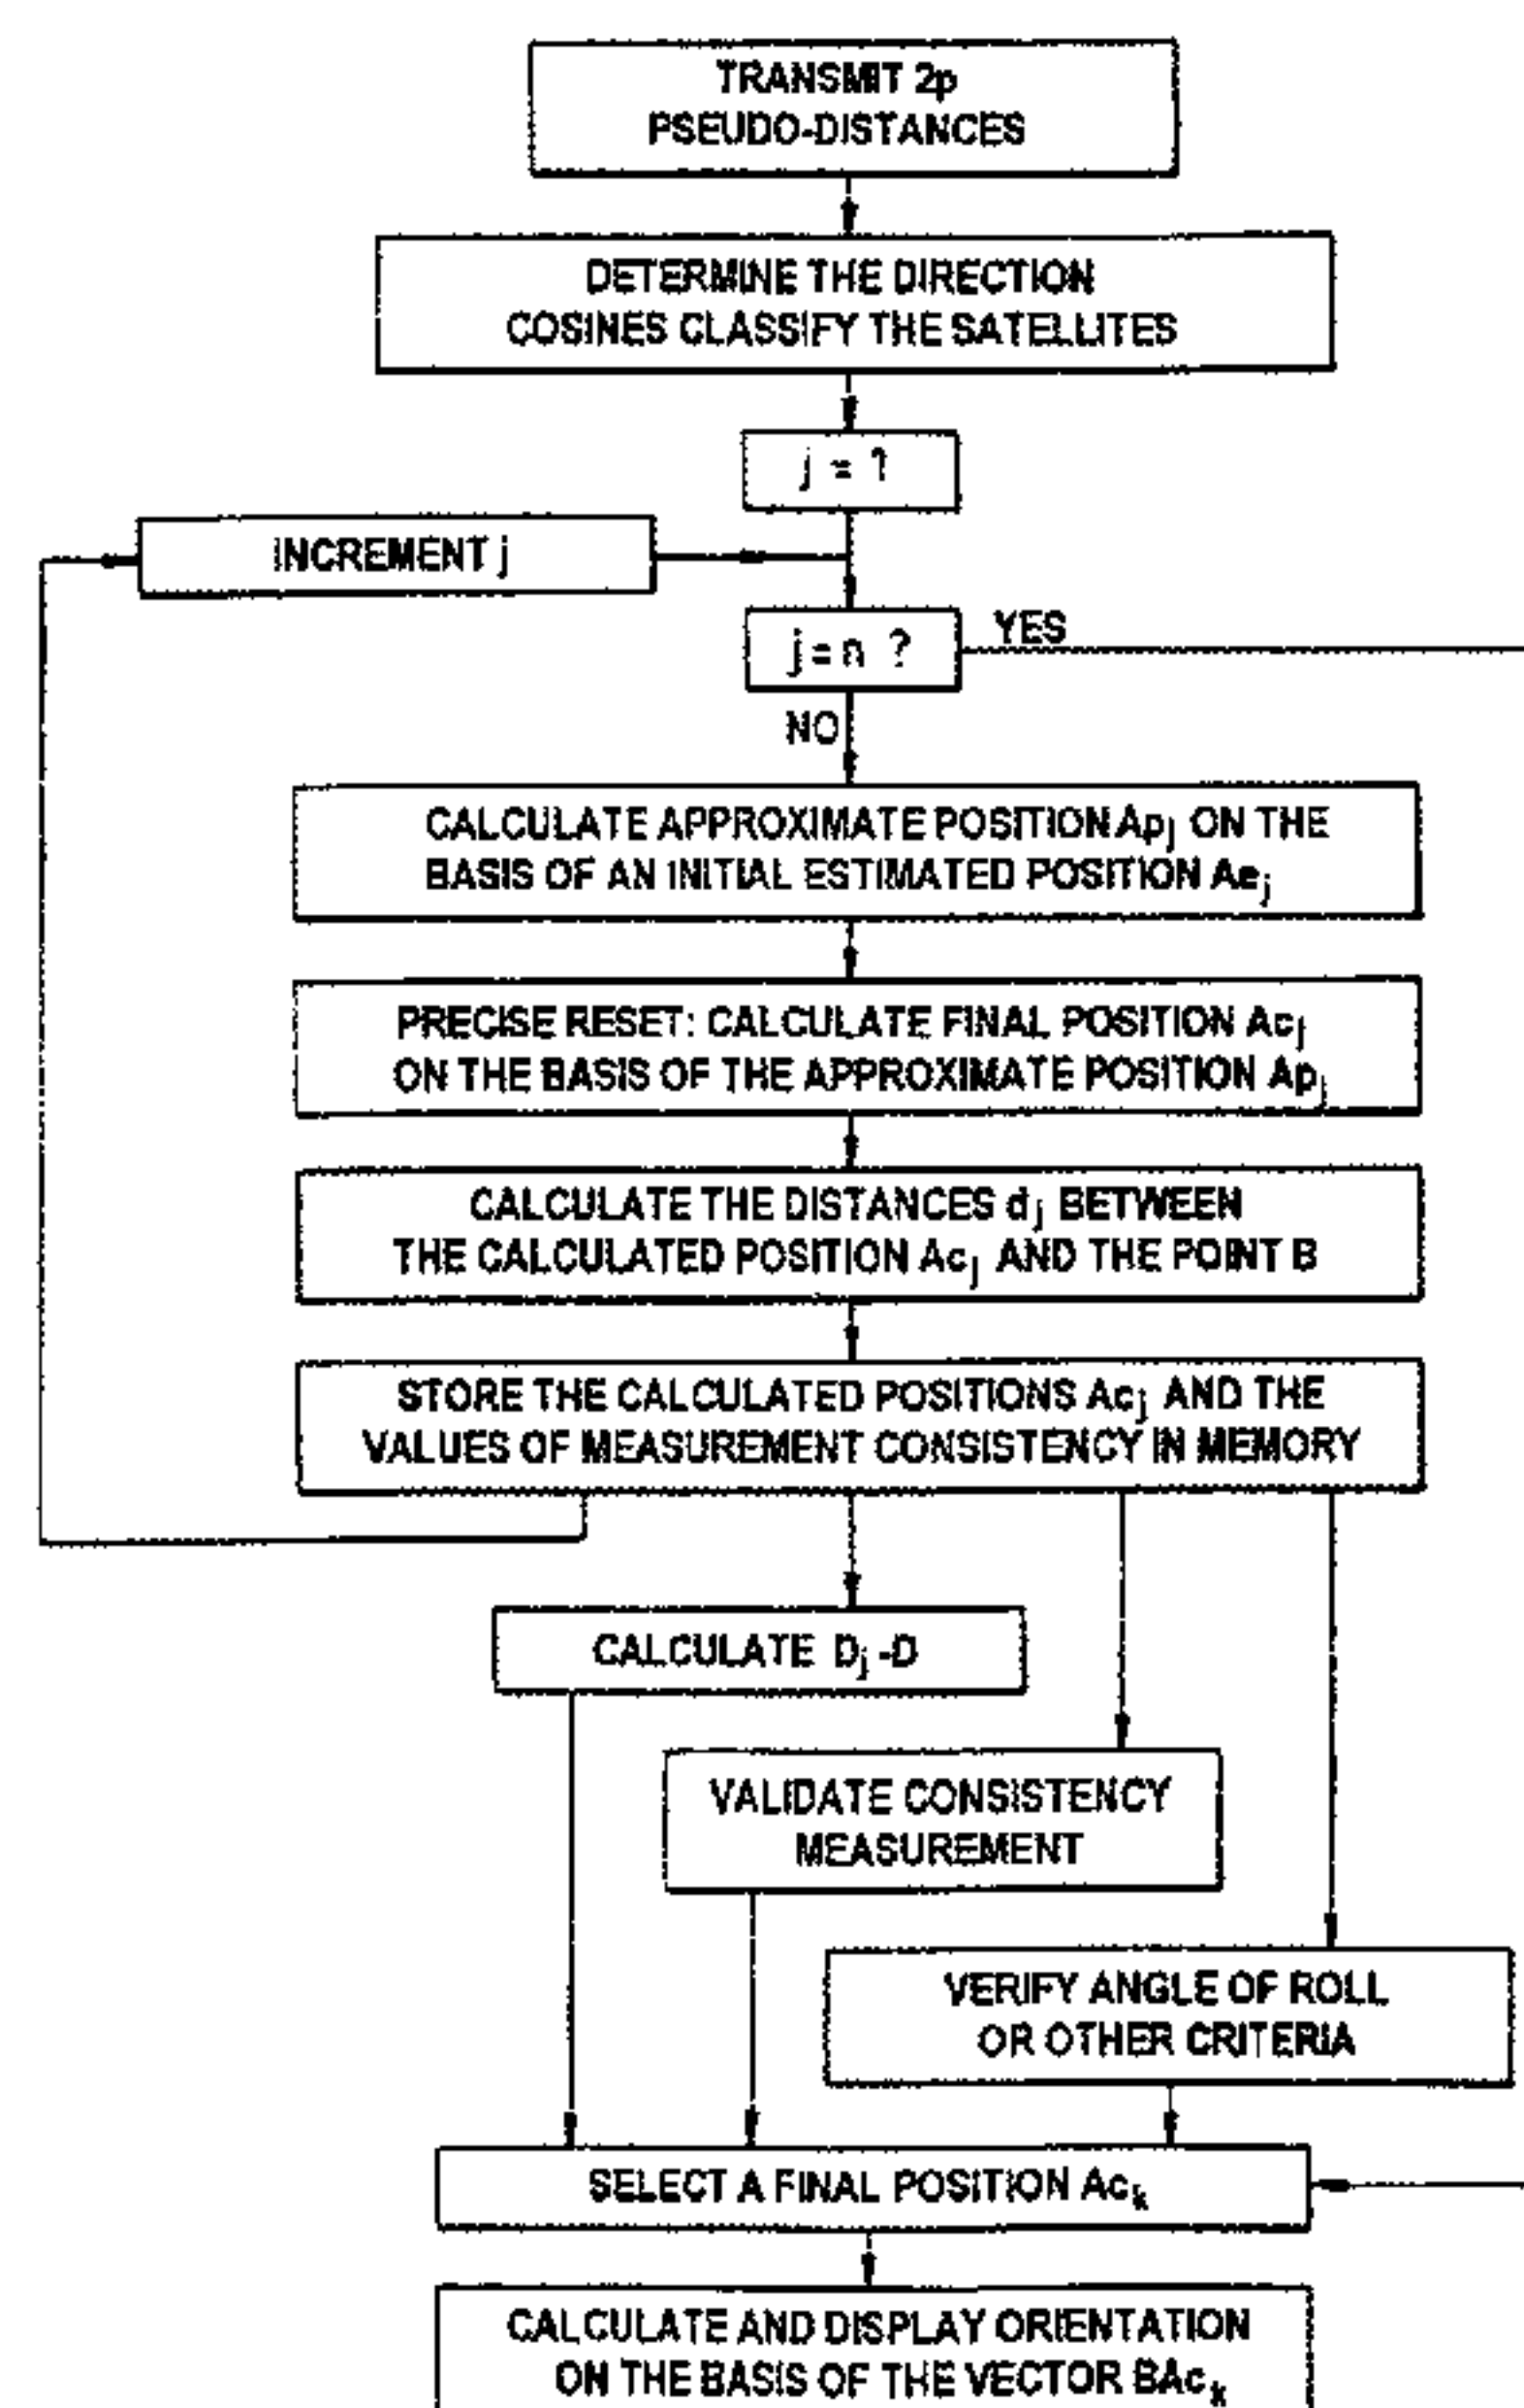 TRANSMIT 2p
PSEUDO-DISTANCES
DETERMINE THE DIRECTION
COSINES CLASSIFY THE SATELLITES
j = 1
INCREMENT j
j = n ?
YES
NO
CALCULATE APPROXIMATE POSITION Apj ON THE
BASIS OF AN INITIAL ESTIMATED POSITION Aej
PRECISE RESET: CALCULATE FINAL POSITION Acj
ON THE BASIS OF THE APPROXIMATE POSITION Apj
CALCULATE THE DISTANCES dj BETWEEN
THE CALCULATED POSITION Acj AND THE POINT B
STORE THE CALCULATED POSITIONS Acj AND THE
VALUES OF MEASUREMENT CONSISTENCY IN MEMORY
CALCULATE Dj -D
VALIDATE CONSISTENCY
MEASUREMENT
VERIFY ANGLE OF ROLL
OR OTHER CRITERIA
SELECT A FINAL POSITION Ack
CALCULATE AND DISPLAY ORIENTATION
ON THE BASIS OF THE VECTOR BAck